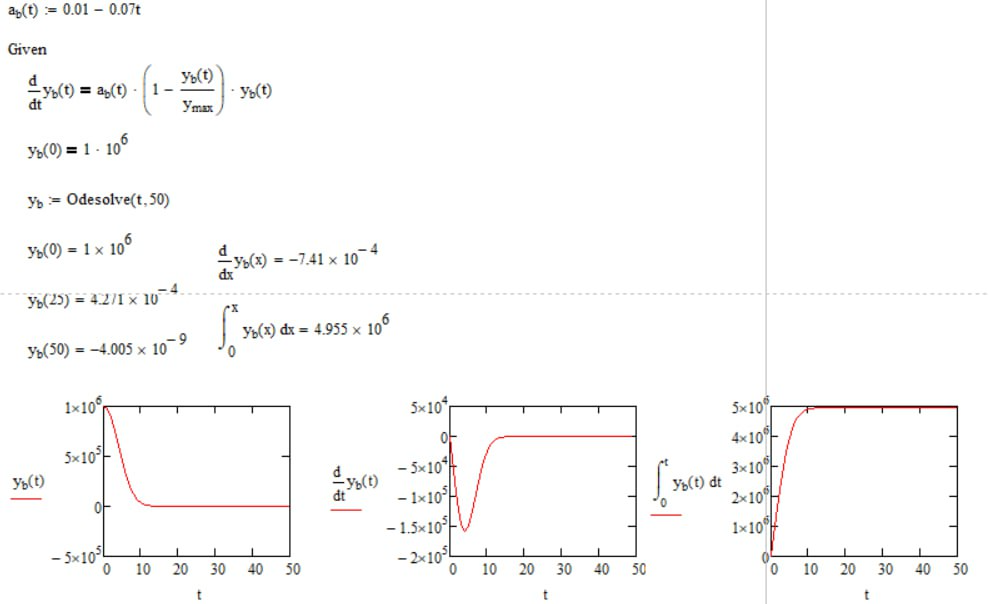 a_b(t) := 0.01 − 0.07t
Given
d/dt y_b(t) = a_b(t) · (1 − y_b(t)/y_max) · y_b(t)
y_b(0) = 1 · 10^6
y_b := Odesolve(t,50)
y_b(0) = 1 × 10^6
d/dx y_b(x) = −7.41 × 10^−4
y_b(25) = 4.271 × 10^−4
∫_0^x y_b(x) dx = 4.955 × 10^6
y_b(50) = −4.005 × 10^−9
y_b(t)
1×10^6
5×10^5
0
−5×10^5
0 10 20 30 40 50
t
d/dt y_b(t)
5×10^4
0
−5×10^4
−1×10^5
−1.5×10^5
−2×10^5
0 10 20 30 40 50
t
∫_0^t y_b(t) dt
5×10^6
4×10^6
3×10^6
2×10^6
1×10^6
0
0 10 20 30 40 50
t